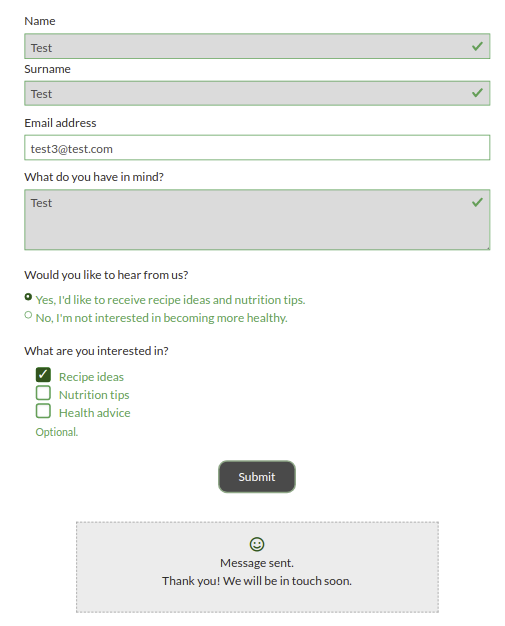 Name
Test
Surname
Test
Email address
test3@test.com
What do you have in mind?
Test
Would you like to hear from us?
Yes, I'd like to receive recipe ideas and nutrition tips.
No, I'm not interested in becoming more healthy.
What are you interested in?
Recipe ideas
Nutrition tips
Health advice
Optional.
Submit
Message sent.
Thank you! We will be in touch soon.